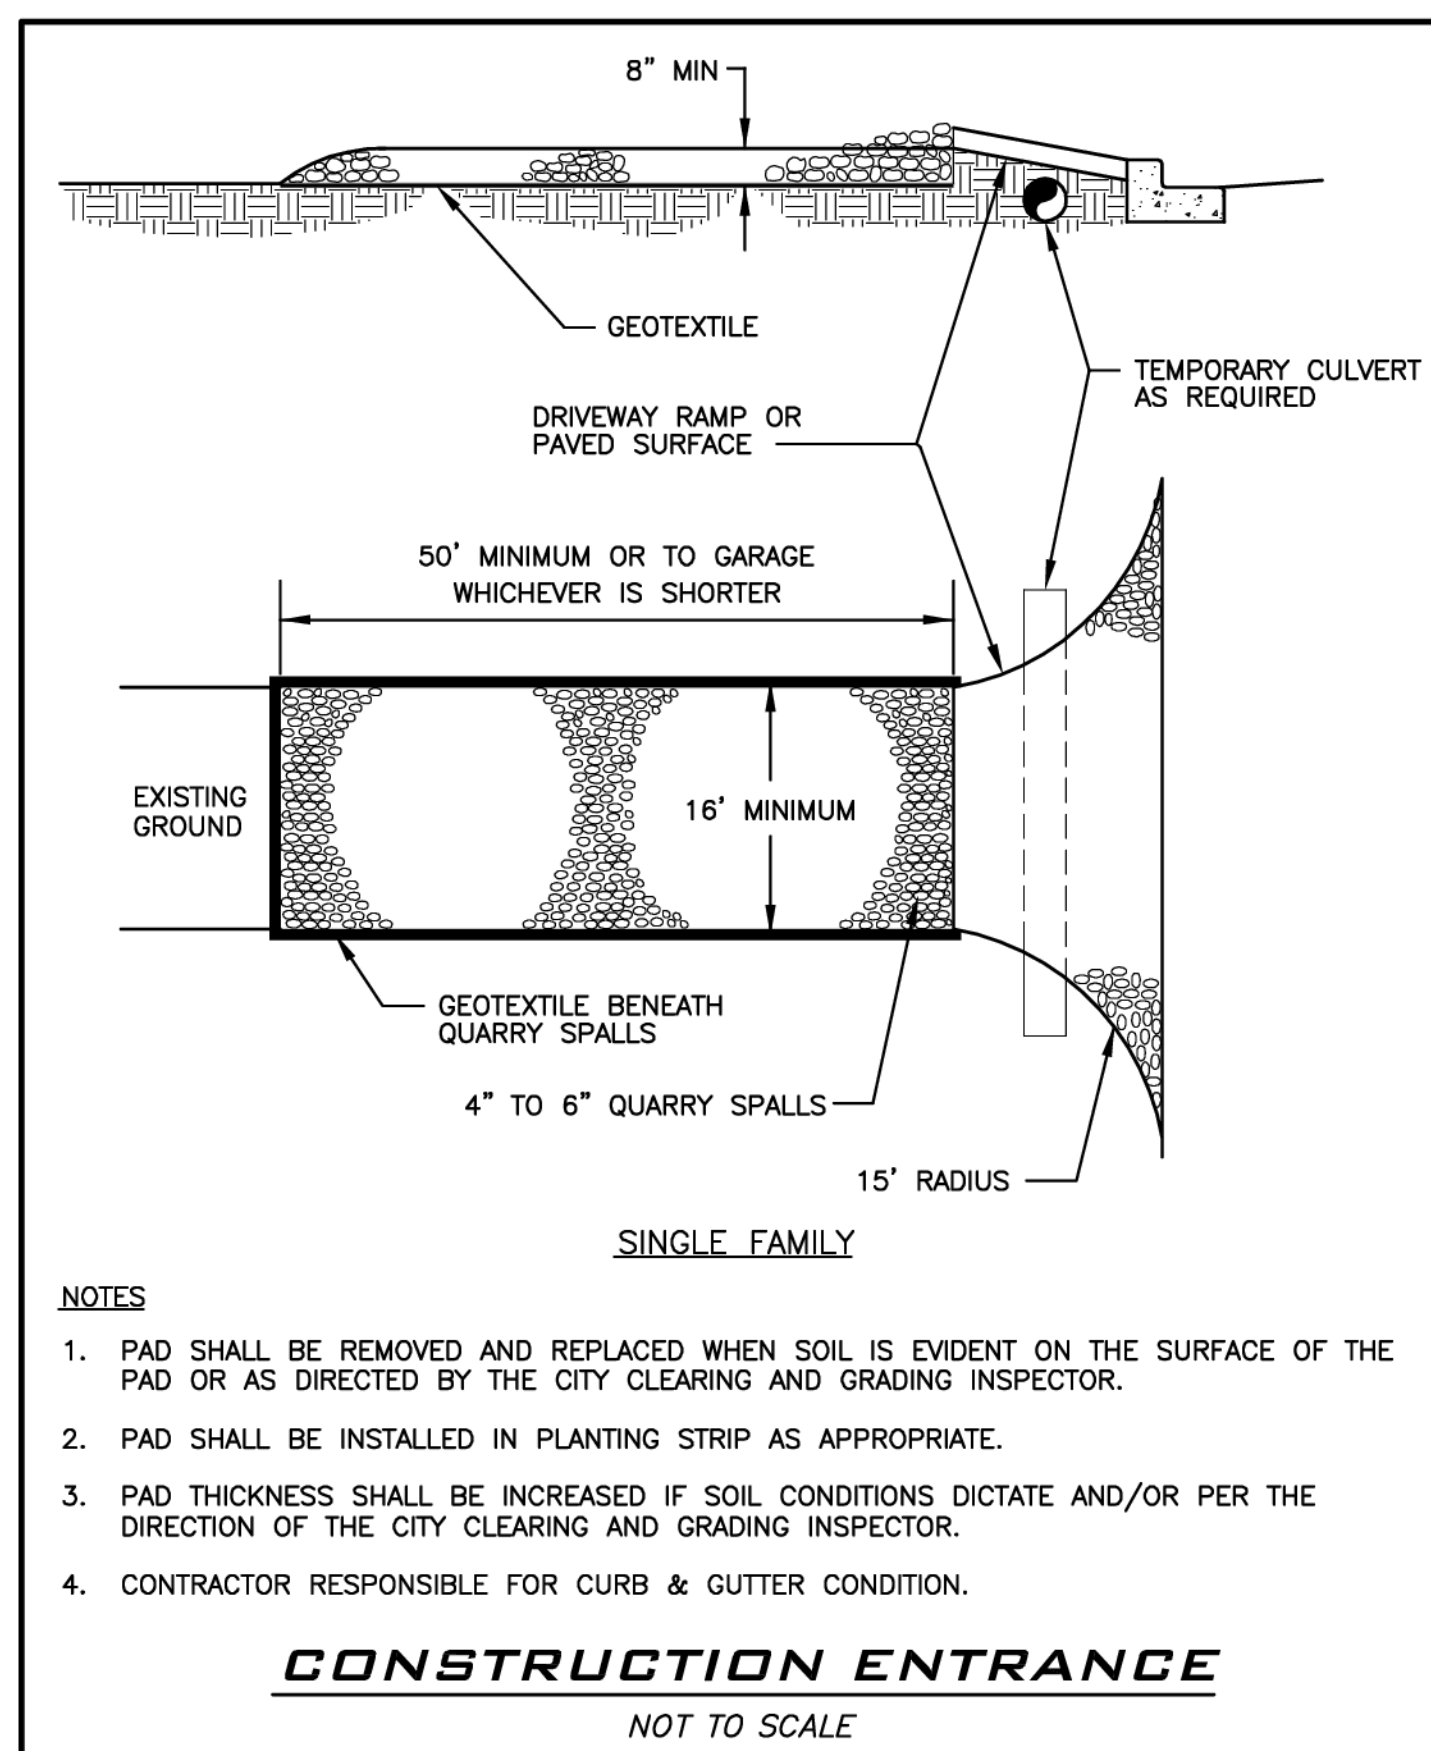 8" MIN
GEOTEXTILE
TEMPORARY CULVERT
AS REQUIRED
DRIVEWAY RAMP OR
PAVED SURFACE
50' MINIMUM OR TO GARAGE
WHICHEVER IS SHORTER
EXISTING
GROUND
16' MINIMUM
GEOTEXTILE BENEATH
QUARRY SPALLS
4" TO 6" QUARRY SPALLS
15' RADIUS
SINGLE FAMILY
NOTES
1. PAD SHALL BE REMOVED AND REPLACED WHEN SOIL IS EVIDENT ON THE SURFACE OF THE
PAD OR AS DIRECTED BY THE CITY CLEARING AND GRADING INSPECTOR.
2. PAD SHALL BE INSTALLED IN PLANTING STRIP AS APPROPRIATE.
3. PAD THICKNESS SHALL BE INCREASED IF SOIL CONDITIONS DICTATE AND/OR PER THE
DIRECTION OF THE CITY CLEARING AND GRADING INSPECTOR.
4. CONTRACTOR RESPONSIBLE FOR CURB & GUTTER CONDITION.
CONSTRUCTION ENTRANCE
NOT TO SCALE